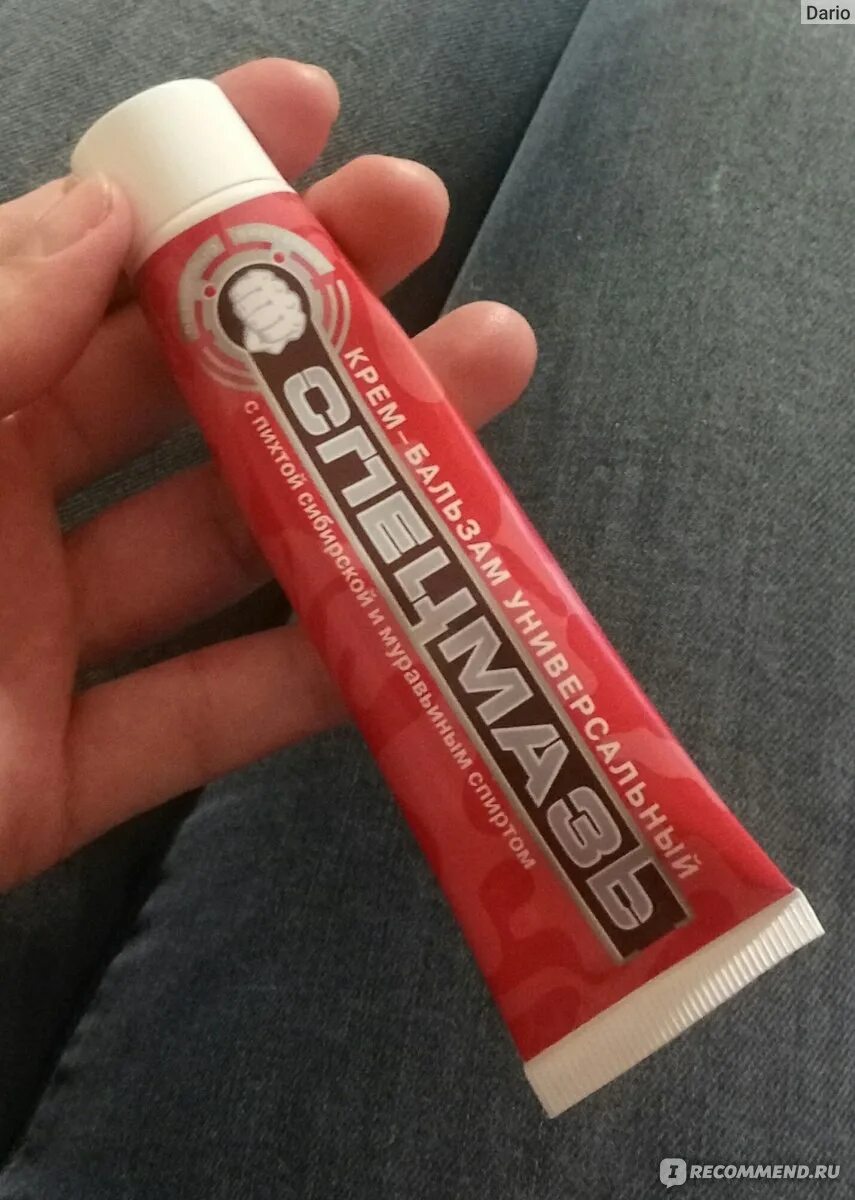 Dario
КРЕМ–БАЛЬЗАМ УНИВЕРСАЛЬНЫЙ
СПЕЦМАЗЬ
С ПИХТОЙ СИБИРСКОЙ И МУРАВЬИНЫМ СПИРТОМ
I RECOMMEND.RU